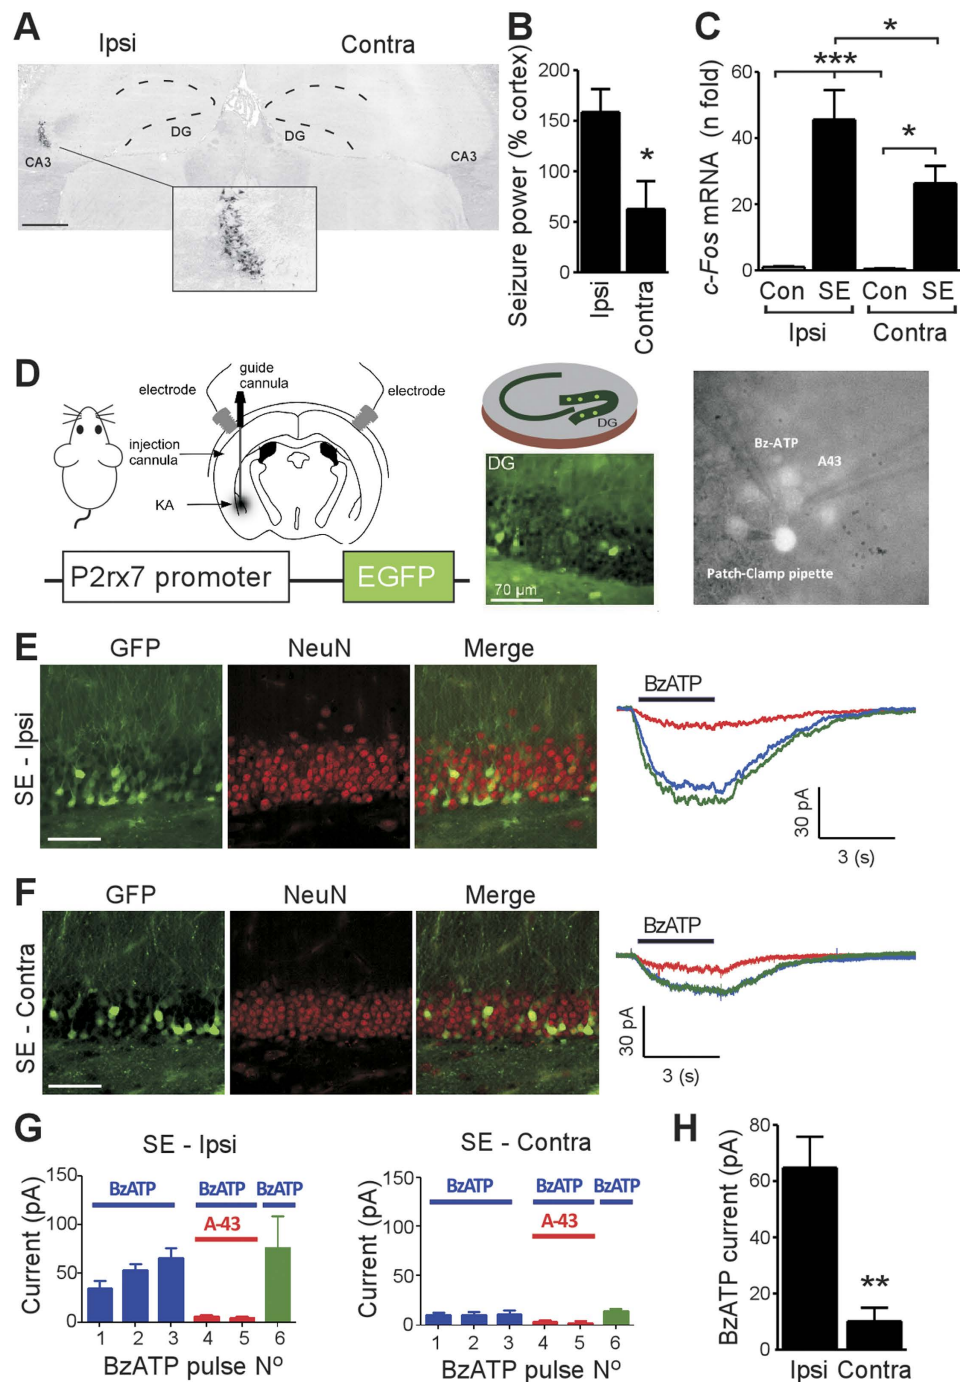 A
Ipsi
Contra
DG
DG
CA3
CA3
B
Seizure power (% cortex)
200
150
100
50
0
*
Ipsi
Contra
C
c-Fos mRNA (n fold)
60
40
20
0
*
***
*
Con SE Con SE
Ipsi Contra
D
electrode
guide
cannula
electrode
injection
cannula
KA
P2rx7 promoter
EGFP
DG
DG
70 µm
Bz-ATP
A43
Patch-Clamp pipette
E
GFP
NeuN
Merge
SE - Ipsi
BzATP
30 pA
3 (s)
F
GFP
NeuN
Merge
SE - Contra
BzATP
30 pA
3 (s)
G
SE - Ipsi
Current (pA)
150
100
50
0
BzATP BzATP BzATP
A-43
1 2 3 4 5 6
BzATP pulse Nº
SE - Contra
Current (pA)
150
100
50
0
BzATP BzATP BzATP
A-43
1 2 3 4 5 6
BzATP pulse Nº
H
BzATP current (pA)
80
60
40
20
0
**
Ipsi Contra